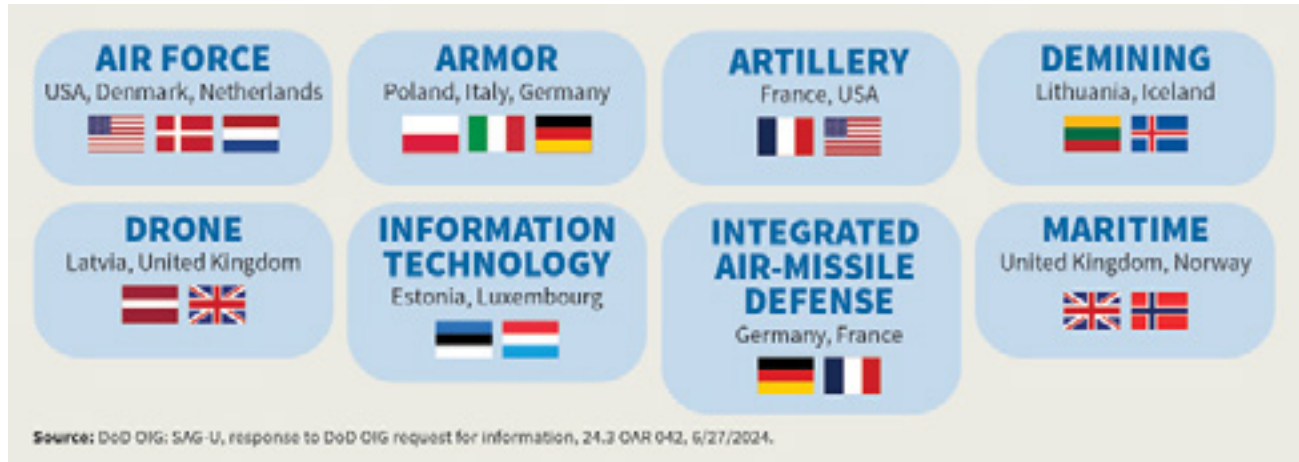 AIR FORCE
USA, Denmark, Netherlands
ARMOR
Poland, Italy, Germany
ARTILLERY
France, USA
DEMINING
Lithuania, Iceland
DRONE
Latvia, United Kingdom
INFORMATION
TECHNOLOGY
Estonia, Luxembourg
INTEGRATED
AIR-MISSILE
DEFENSE
Germany, France
MARITIME
United Kingdom, Norway
Source: DoD OIG: SAG-U, response to DoD OIG request for information, 24.3 OAR 042, 6/27/2024.